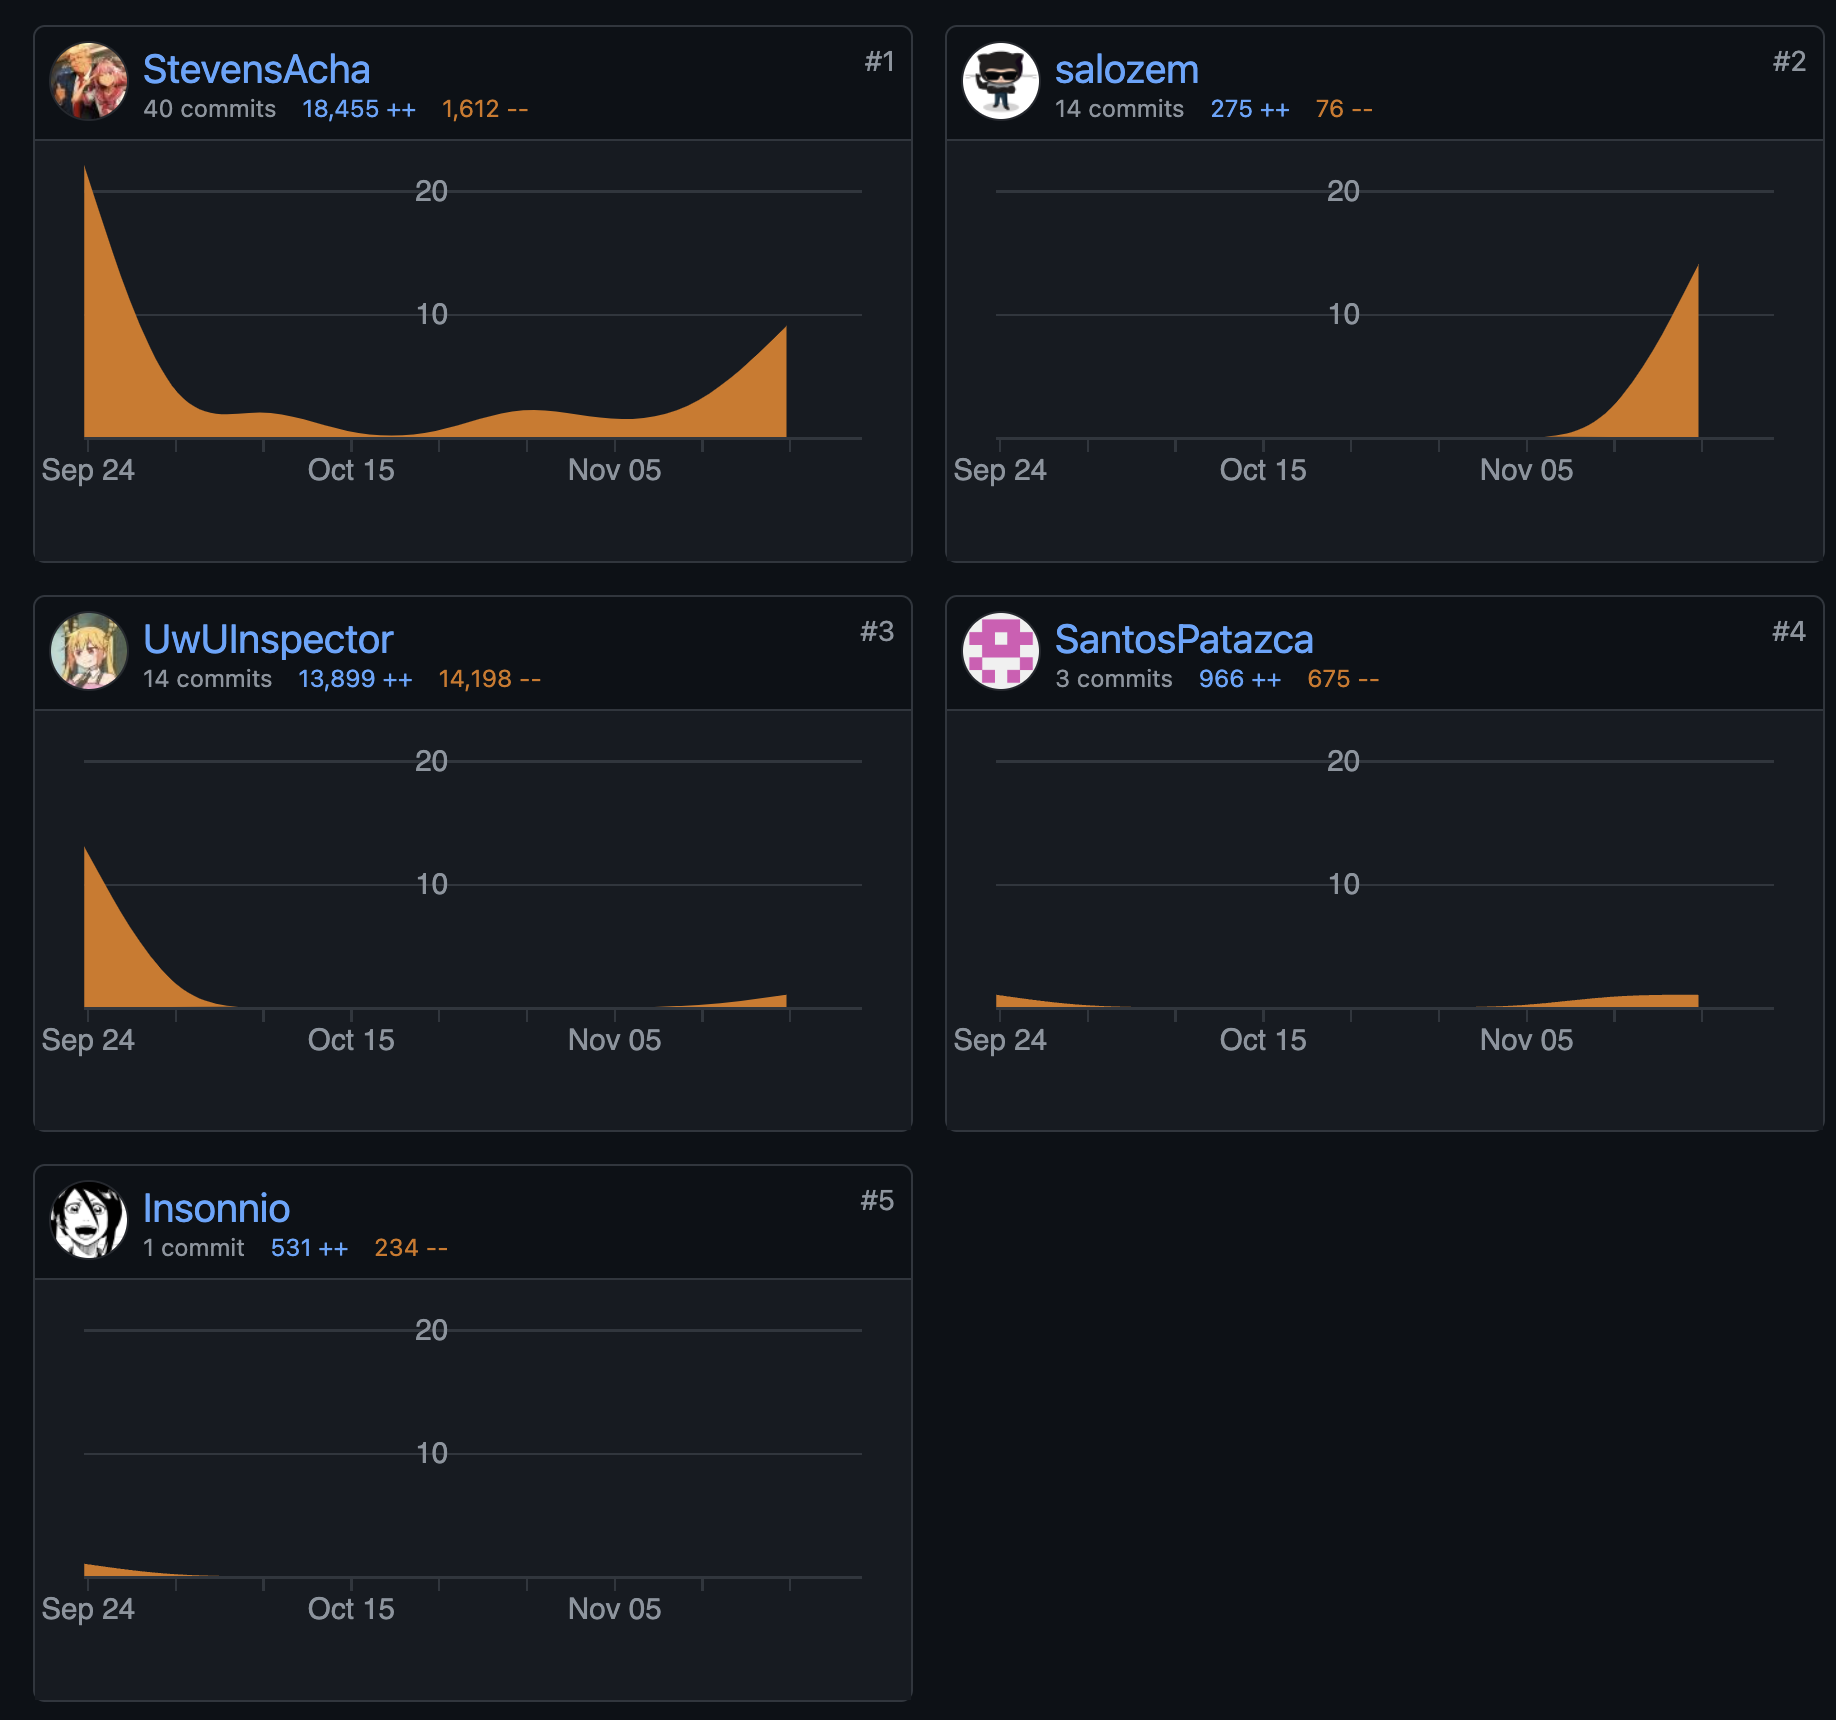 StevensAcha
#1
40 commits 18,455 ++ 1,612 --
20
10
Sep 24 Oct 15 Nov 05
salozem
#2
14 commits 275 ++ 76 --
20
10
Sep 24 Oct 15 Nov 05
UwUInspector
#3
14 commits 13,899 ++ 14,198 --
20
10
Sep 24 Oct 15 Nov 05
SantosPatazca
#4
3 commits 966 ++ 675 --
20
10
Sep 24 Oct 15 Nov 05
Insonnio
#5
1 commit 531 ++ 234 --
20
10
Sep 24 Oct 15 Nov 05